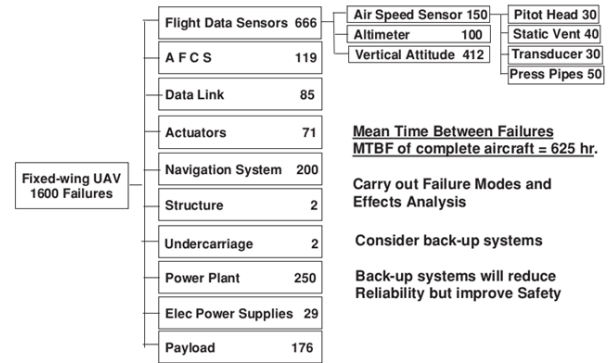 Flight Data Sensors 666
Air Speed Sensor 150
Pitot Head 30
Altimeter 100
Static Vent 40
Vertical Attitude 412
Transducer 30
Press Pipes 50
A F C S 119
Data Link 85
Actuators 71
Mean Time Between Failures
MTBF of complete aircraft = 625 hr.
Fixed-wing UAV
1600 Failures
Navigation System 200
Carry out Failure Modes and
Effects Analysis
Structure 2
Undercarriage 2
Consider back-up systems
Power Plant 250
Back-up systems will reduce
Reliability but improve Safety
Elec Power Supplies 29
Payload 176